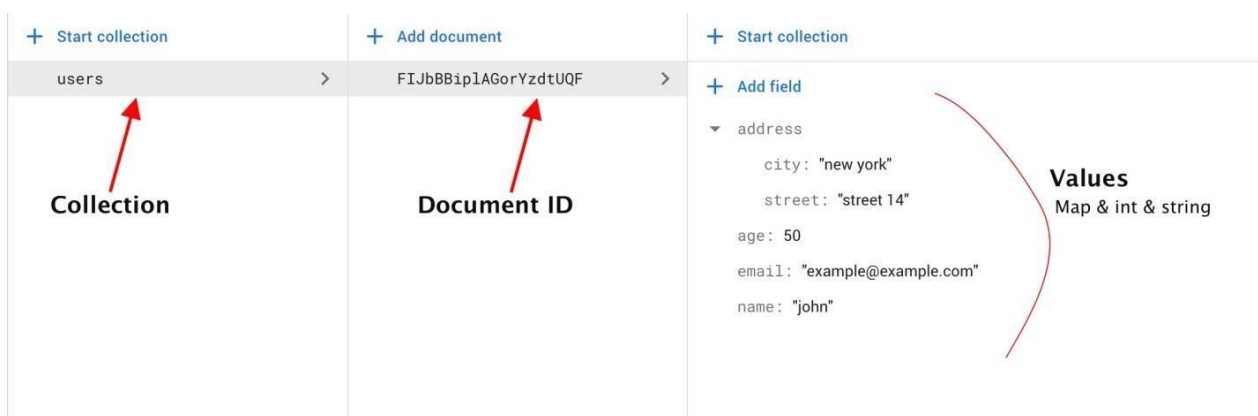 + Start collection
users
Collection
+ Add document
FIJbBBiplAGorYzdtUQF
Document ID
+ Start collection
+ Add field
address
city: "new york"
street: "street 14"
age: 50
email: "example@example.com"
name: "john"
Values
Map & int & string